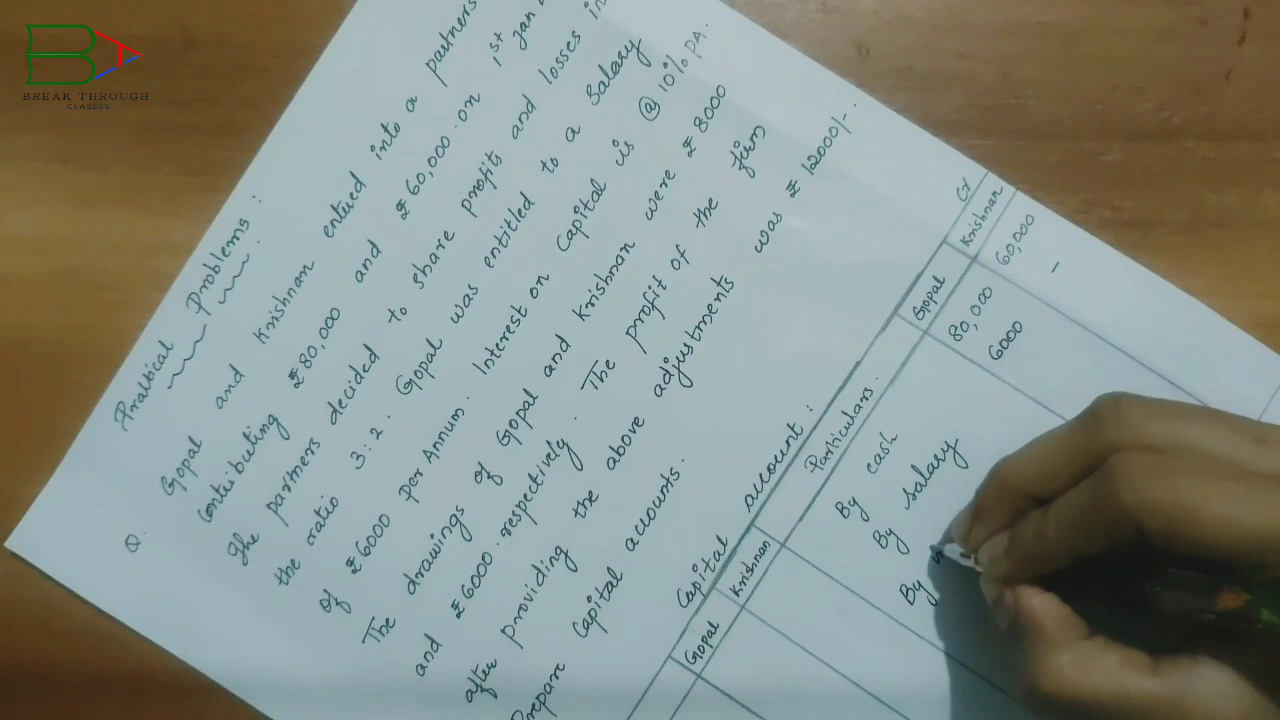 BREAK THROUGH
CLASSES
Practical Problems :
Q. Gopal and Krishnan entered into a partners
contributing ₹80,000 and ₹60,000 on 1st Jan
The partners decided to share profits and losses in
the ratio 3:2. Gopal was entitled to a Salary
of ₹6000 per Annum. Interest on Capital is @ 10% PA.
The drawings of Gopal and Krishnan were ₹8000
and ₹6000 respectively. The profit of the firm
after providing the above adjustments was ₹12000/-
Prepare Capital accounts.
Capital account :
Cr
Gopal Krishnan Particulars. Gopal Krishnan
By cash 80,000 60,000
By salary 6000 -
By